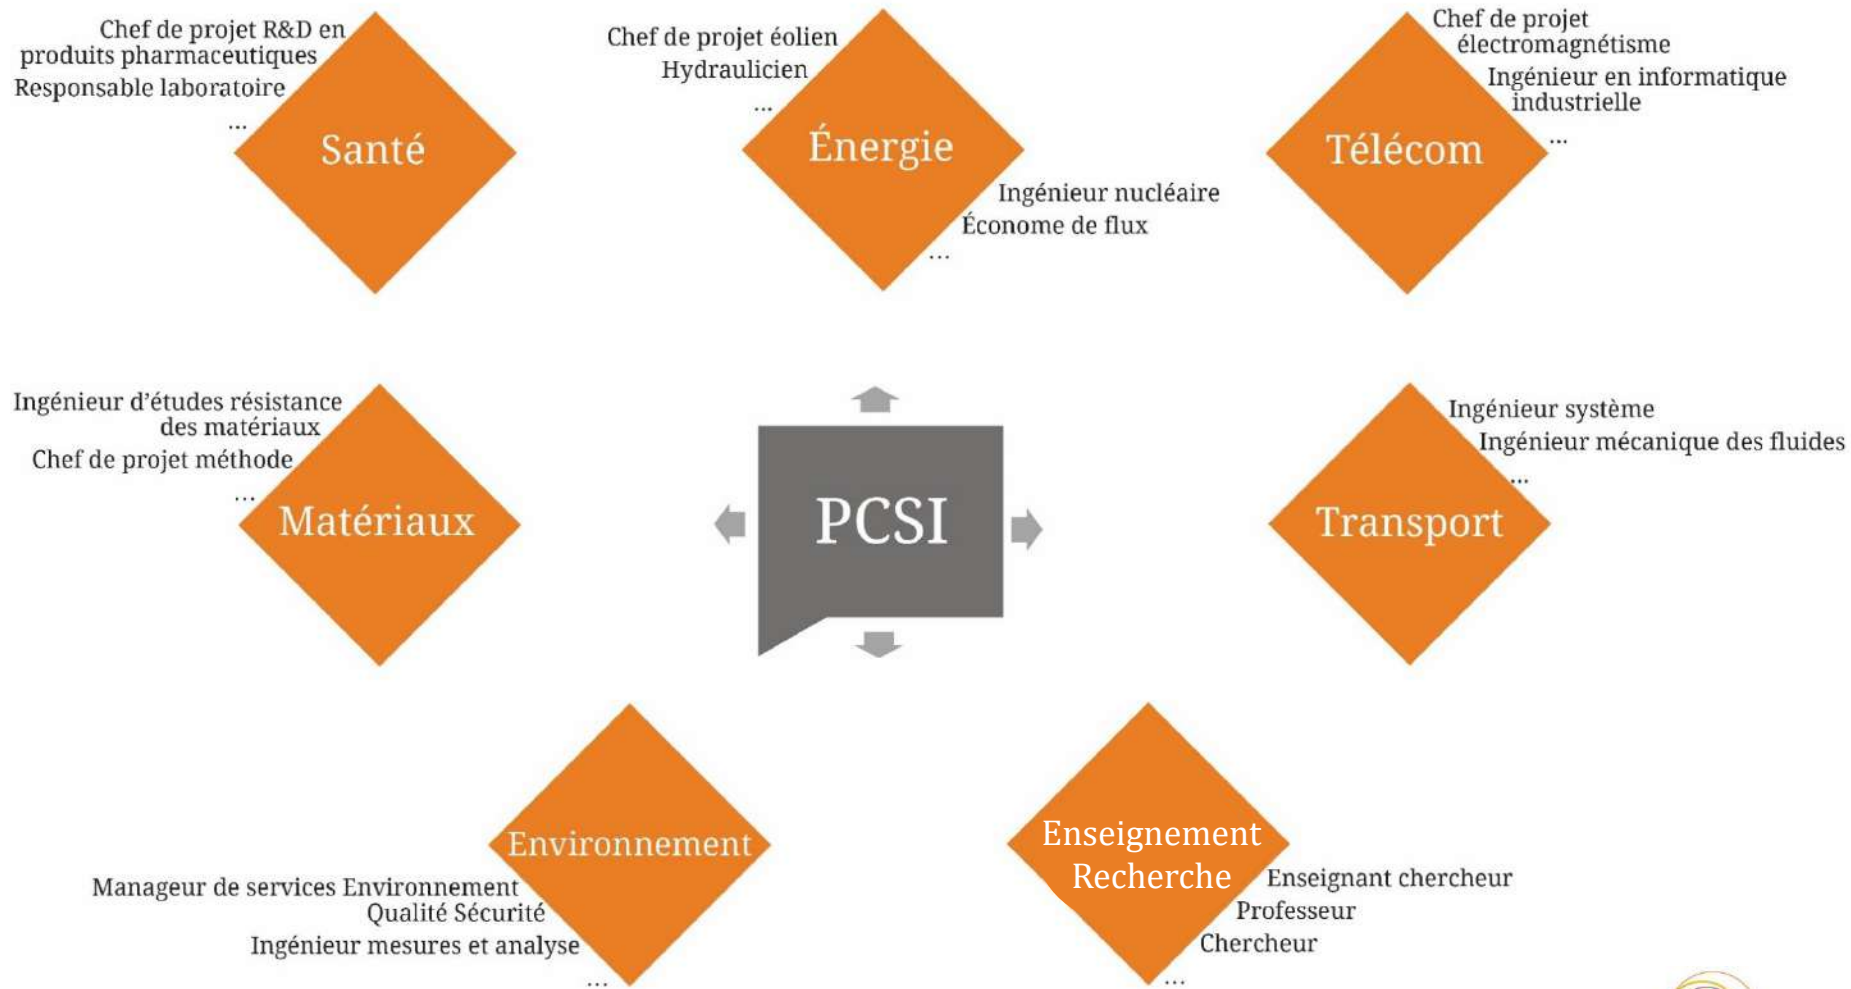 Chef de projet R&D en
produits pharmaceutiques
Responsable laboratoire
...
Santé
Chef de projet éolien
Hydraulicien
...
Énergie
Ingénieur nucléaire
Économe de flux
...
Chef de projet
électromagnétisme
Ingénieur en informatique
industrielle
...
Télécom
Ingénieur d'études résistance
des matériaux
Chef de projet méthode
...
Matériaux
PCSI
Ingénieur système
Ingénieur mécanique des fluides
...
Transport
Environnement
Manageur de services Environnement
Qualité Sécurité
Ingénieur mesures et analyse
...
Enseignement
Recherche
Enseignant chercheur
Professeur
Chercheur
...